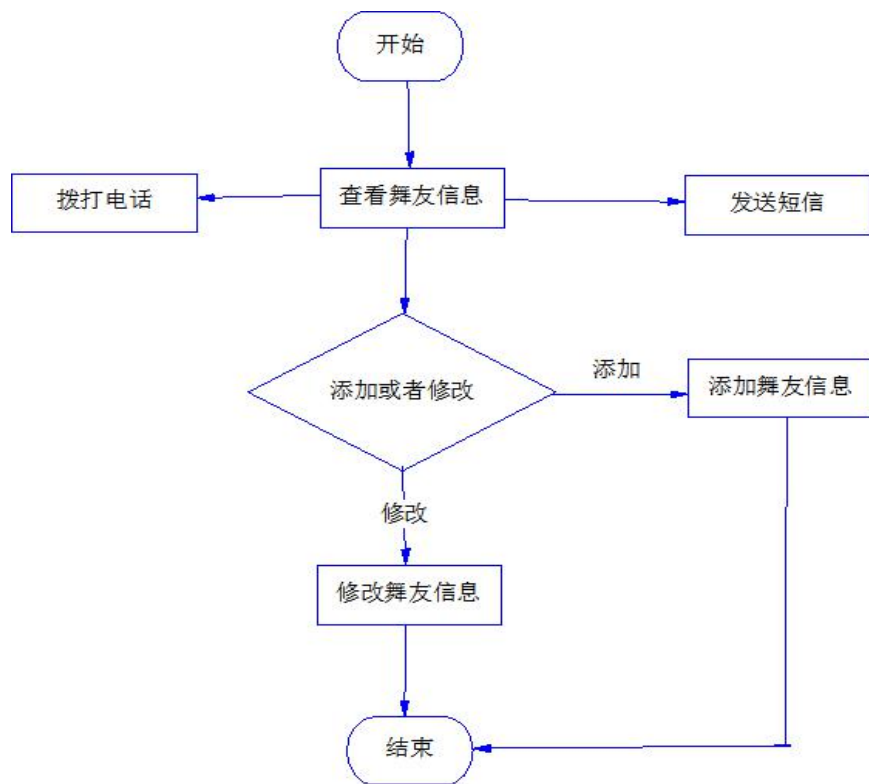 开始
拨打电话
查看舞友信息
发送短信
添加或者修改
添加
添加舞友信息
修改
修改舞友信息
结束